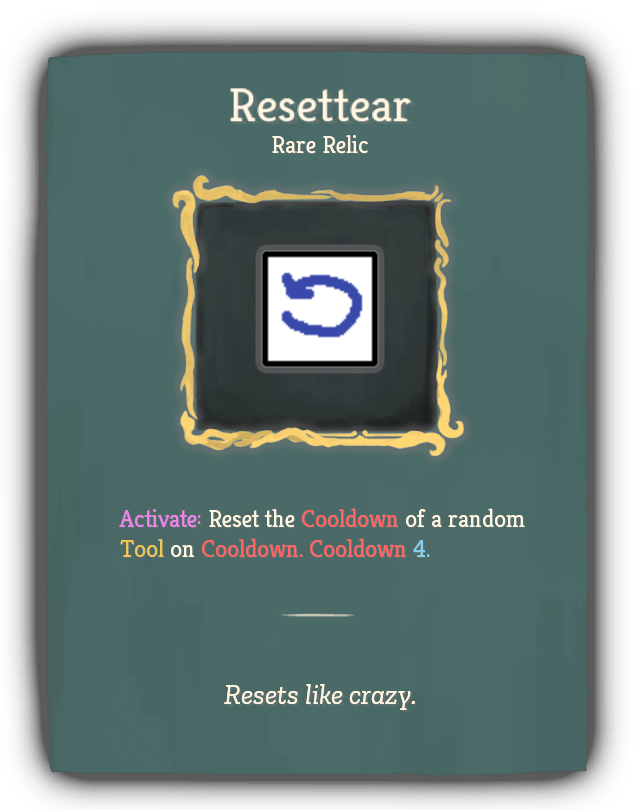 Resettear
Rare Relic
Activate: Reset the Cooldown of a random
Tool on Cooldown. Cooldown 4.
Resets like crazy.